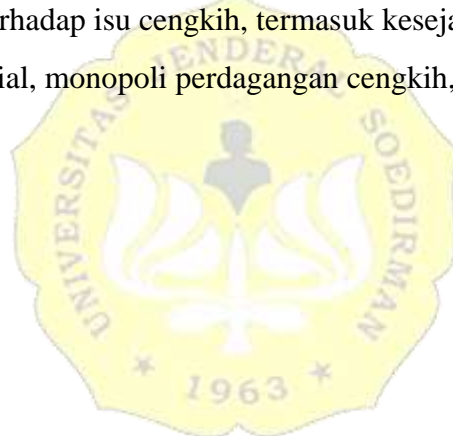 rhadap isu cengkih, termasuk keseja
ial, monopoli perdagangan cengkih,
UNIVERSITAS JENDERAL SOEDIRMAN
* 1963 *